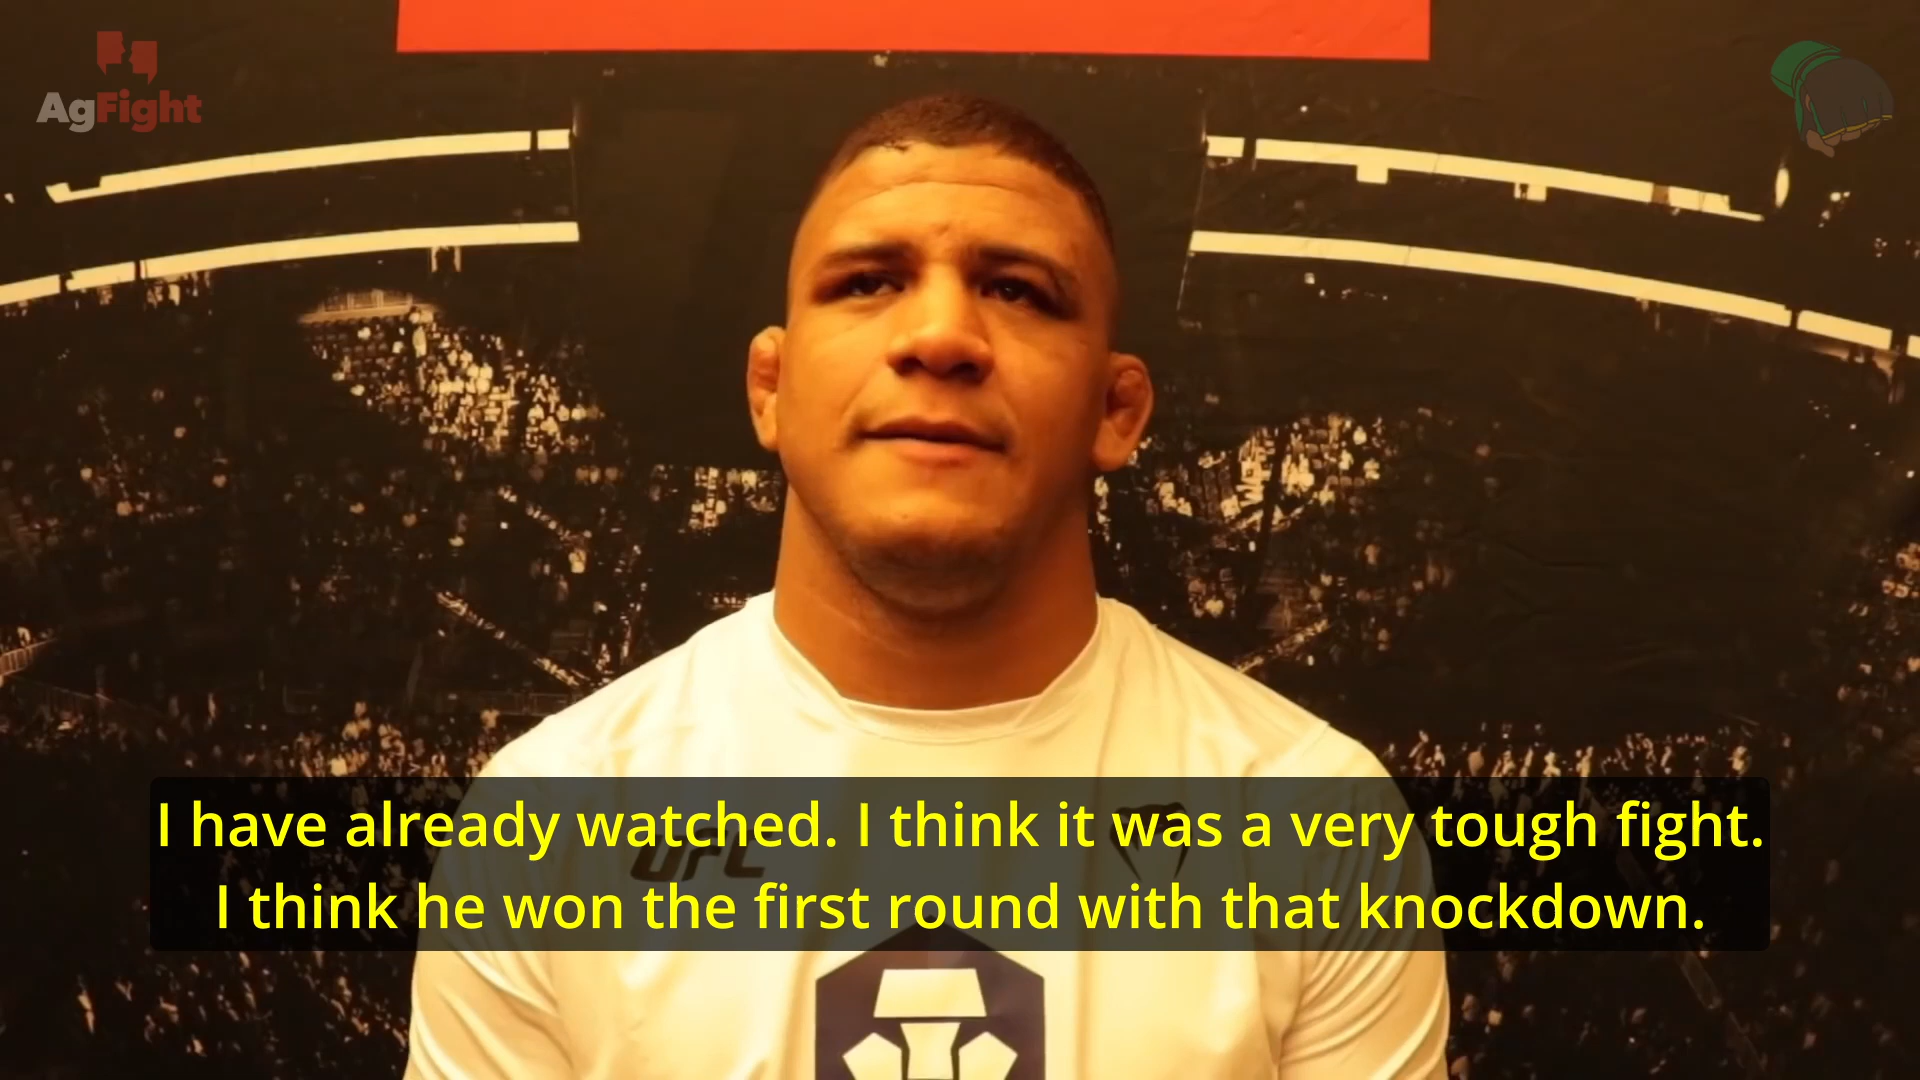 AgFight
UFC
I have already watched. I think it was a very tough fight.
I think he won the first round with that knockdown.